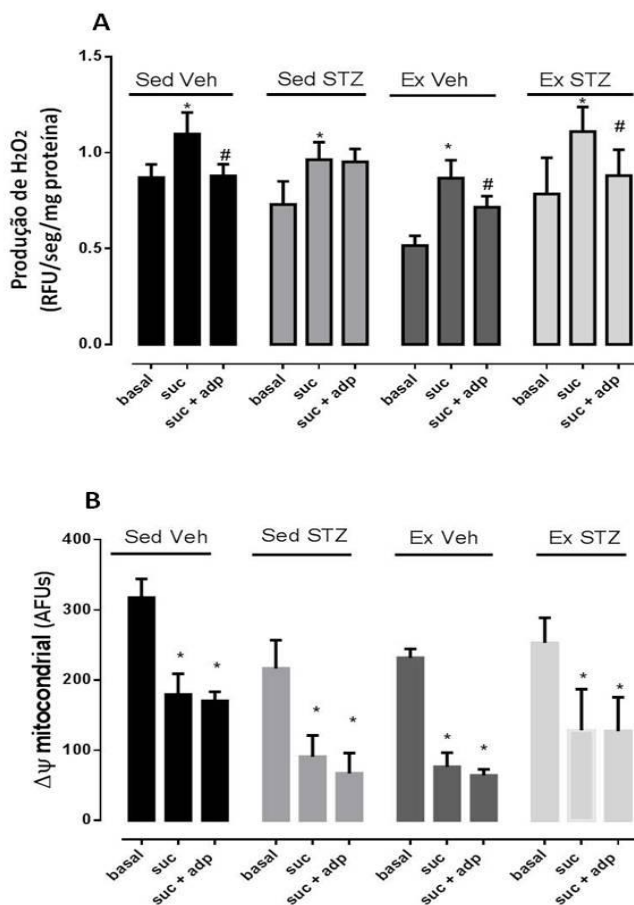 A
Produção de H₂O₂
(RFU/seg/mg proteína)
1.5
1.0
0.5
0.0
Sed Veh
Sed STZ
Ex Veh
Ex STZ
*
#
*
*
#
*
#
basal
suc
suc + adp
basal
suc
suc + adp
basal
suc
suc + adp
basal
suc
suc + adp
B
Δψ mitocondrial (AFUs)
400
300
200
100
0
Sed Veh
Sed STZ
Ex Veh
Ex STZ
*
*
*
*
*
*
*
*
basal
suc
suc + adp
basal
suc
suc + adp
basal
suc
suc + adp
basal
suc
suc + adp